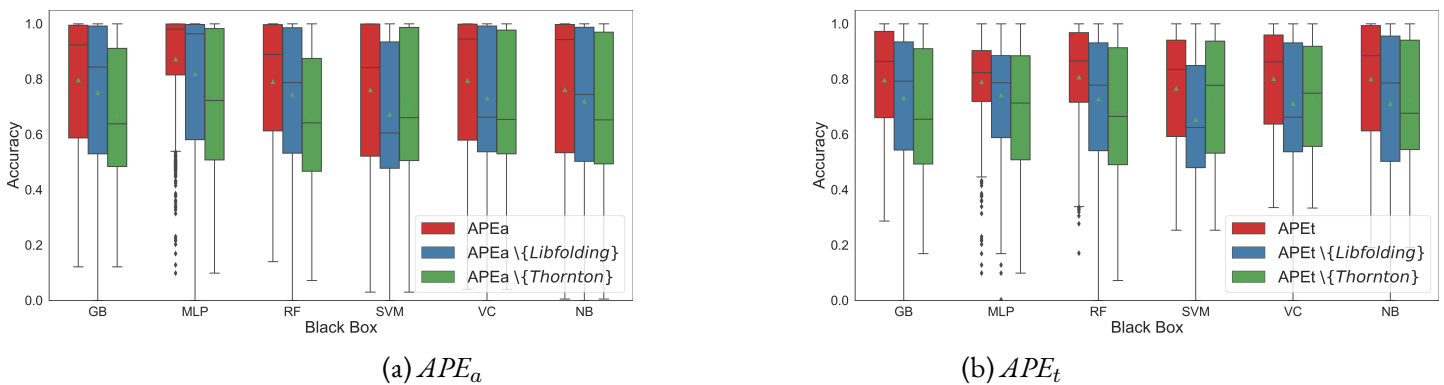 1.0
0.8
0.6
0.4
0.2
0.0
Accuracy
APEa
APEa \{Libfolding}
APEa \{Thornton}
GB MLP RF SVM VC NB
Black Box
(a) APEₐ
1.0
0.8
0.6
0.4
0.2
0.0
Accuracy
APEt
APEt \{Libfolding}
APEt \{Thornton}
GB MLP RF SVM VC NB
Black Box
(b) APEₜ